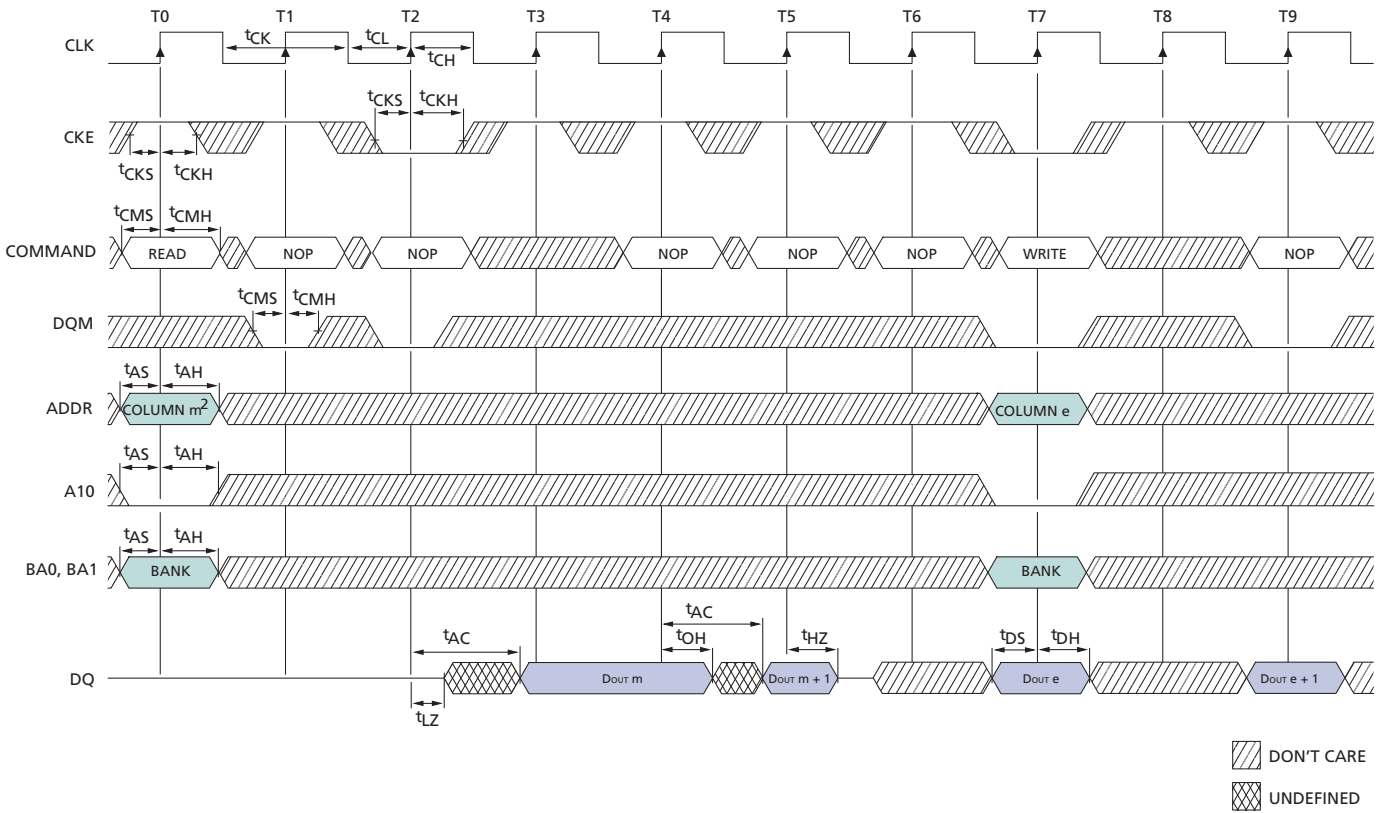 T0 T1 T2 T3 T4 T5 T6 T7 T8 T9
CLK tCK tCL tCH
tCKS tCKH
CKE
tCKS tCKH
tCMS tCMH
COMMAND READ NOP NOP NOP NOP NOP WRITE NOP
tCMS tCMH
DQM
tAS tAH
ADDR COLUMN m2 COLUMN e
tAS tAH
A10
tAS tAH
BA0, BA1 BANK BANK
tAC tAC tOH tHZ tDS tDH
DQ DOUT m DOUT m + 1 DOUT e DOUT e + 1
tLZ
DON'T CARE
UNDEFINED